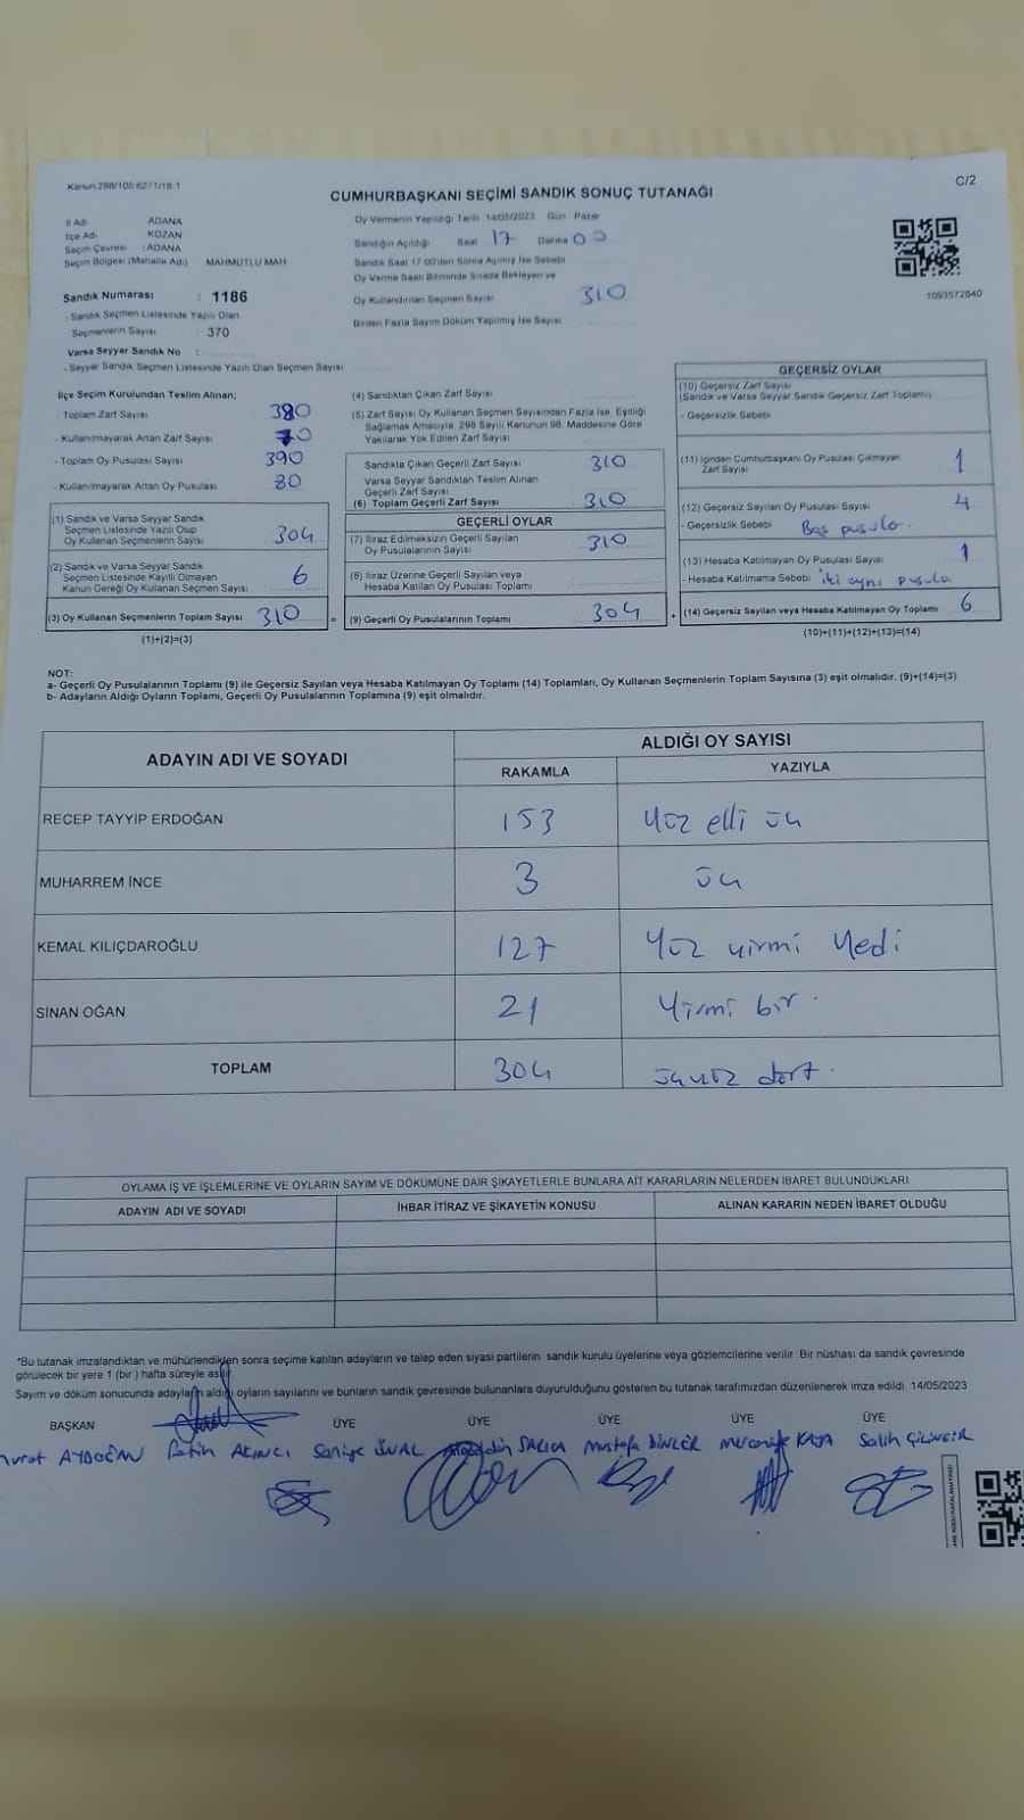 Kanun:298/105:6271/18:1
C/2
CUMHURBAŞKANI SEÇİMİ SANDIK SONUÇ TUTANAĞI
İl Adı ADANA
İlçe Adı KOZAN
Seçim Çevresi : ADANA
Seçim Bölgesi (Mahalle Adı) MAHMUTLU MAH
Oy Vermenin Yapıldığı Tarih 14/05/2023 Gün Pazar
Sandığın Açıldığı Saat 17 Dakika 00
Sandık Saat 17:00'den Sonra Açılmış İse Sebebi
Oy Verme Saati Bitiminde Sırada Bekleyen ve
Oy Kullandırılan Seçmen Sayısı 310
Birden Fazla Sayım Döküm Yapılmış İse Sayısı
1093572840
Sandık Numarası : 1186
- Sandık Seçmen Listesinde Yazılı Olan
Seçmenlerin Sayısı : 370
Varsa Seyyar Sandık No :
- Seyyar Sandık Seçmen Listesinde Yazılı Olan Seçmen Sayısı
İlçe Seçim Kurulundan Teslim Alınan;
- Toplam Zarf Sayısı 380
- Kullanılmayarak Artan Zarf Sayısı 70
- Toplam Oy Pusulası Sayısı 390
- Kullanılmayarak Artan Oy Pusulası 80
(1) Sandık ve Varsa Seyyar Sandık
Seçmen Listesinde Yazılı Olup
Oy Kullanan Seçmenlerin Sayısı 304
(2) Sandık ve Varsa Seyyar Sandık
Seçmen Listesinde Kayıtlı Olmayan
Kanun Gereği Oy Kullanan Seçmen Sayısı 6
(3) Oy Kullanan Seçmenlerin Toplam Sayısı 310
(1)+(2)=(3)
(4) Sandıktan Çıkan Zarf Sayısı
(5) Zarf Sayısı Oy Kullanan Seçmen Sayısından Fazla İse, Eşitliği
Sağlamak Amacıyla, 298 Sayılı Kanunun 98. Maddesine Göre
Yakılarak Yok Edilen Zarf Sayısı
Sandıkta Çıkan Geçerli Zarf Sayısı 310
Varsa Seyyar Sandıktan Teslim Alınan
Geçerli Zarf Sayısı
(6) Toplam Geçerli Zarf Sayısı 310
GEÇERLİ OYLAR
(7) İtiraz Edilmeksizin Geçerli Sayılan
Oy Pusulalarının Sayısı 310
(8) İtiraz Üzerine Geçerli Sayılan veya
Hesaba Katılan Oy Pusulası Toplamı
= (9) Geçerli Oy Pusulalarının Toplamı 304 +
GEÇERSİZ OYLAR
(10) Geçersiz Zarf Sayısı
(Sandık ve Varsa Seyyar Sandık Geçersiz Zarf Toplamı)
- Geçersizlik Sebebi
(11) İçinden Cumhurbaşkanı Oy Pusulası Çıkmayan
Zarf Sayısı 1
(12) Geçersiz Sayılan Oy Pusulası Sayısı 4
- Geçersizlik Sebebi Boş pusula.
(13) Hesaba Katılmayan Oy Pusulası Sayısı 1
- Hesaba Katılmama Sebebi iki aynı pusula
(14) Geçersiz Sayılan veya Hesaba Katılmayan Oy Toplamı 6
(10)+(11)+(12)+(13)=(14)
NOT:
a- Geçerli Oy Pusulalarının Toplamı (9) ile Geçersiz Sayılan veya Hesaba Katılmayan Oy Toplamı (14) Toplamları, Oy Kullanan Seçmenlerin Toplam Sayısına (3) eşit olmalıdır. (9)+(14)=(3)
b- Adayların Aldığı Oyların Toplamı, Geçerli Oy Pusulalarının Toplamına (9) eşit olmalıdır.
ADAYIN ADI VE SOYADI
ALDIĞI OY SAYISI
RAKAMLA YAZIYLA
RECEP TAYYİP ERDOĞAN 153 yüz elli üç
MUHARREM İNCE 3 üç
KEMAL KILIÇDAROĞLU 127 yüz yirmi yedi
SİNAN OĞAN 21 yirmi bir.
TOPLAM 304 üçyüz dört.
OYLAMA İŞ VE İŞLEMLERİNE VE OYLARIN SAYIM VE DÖKÜMÜNE DAİR ŞİKAYETLERLE BUNLARA AİT KARARLARIN NELERDEN İBARET BULUNDUKLARI
ADAYIN ADI VE SOYADI İHBAR İTİRAZ VE ŞİKAYETİN KONUSU ALINAN KARARIN NEDEN İBARET OLDUĞU
*Bu tutanak imzalandıktan ve mühürlendikten sonra seçime katılan adayların ve talep eden siyasi partilerin sandık kurulu üyelerine veya gözlemcilerine verilir. Bir nüshası da sandık çevresinde
görülecek bir yere 1 (bir) hafta süreyle asılır.
Sayım ve döküm sonucunda adayların aldığı oyların sayılarını ve bunların sandık çevresinde bulunanlara duyurulduğunu gösteren bu tutanak tarafımızdan düzenlenerek imza edildi. 14/05/2023
BAŞKAN ÜYE ÜYE ÜYE ÜYE ÜYE
AYDOĞAN Fatih AKINCI Saniye ÜNAL Mustafa DİNLER KAYA Salih